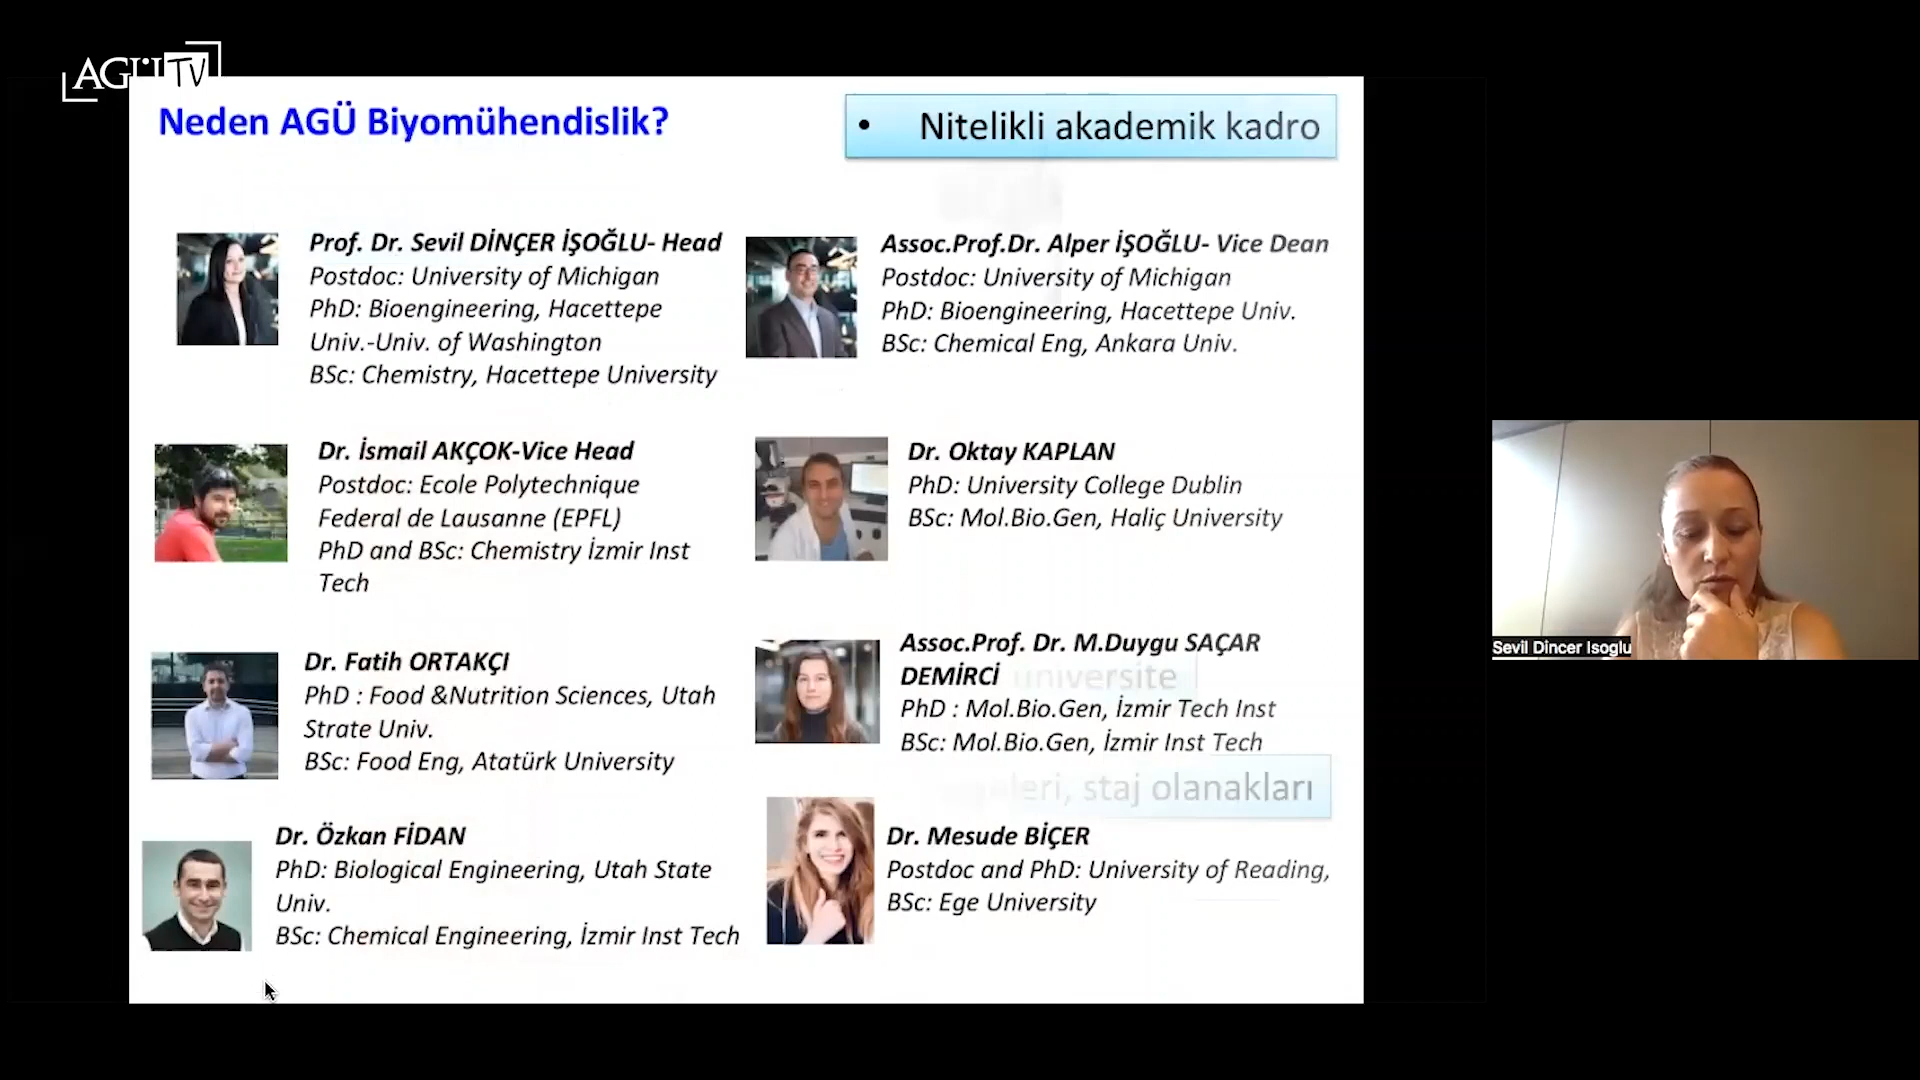 AGÜ TV
Neden AGÜ Biyomühendislik?
• Nitelikli akademik kadro
Prof. Dr. Sevil DİNÇER İŞOĞLU- Head
Postdoc: University of Michigan
PhD: Bioengineering, Hacettepe
Univ.-Univ. of Washington
BSc: Chemistry, Hacettepe University
Assoc.Prof.Dr. Alper İŞOĞLU- Vice Dean
Postdoc: University of Michigan
PhD: Bioengineering, Hacettepe Univ.
BSc: Chemical Eng, Ankara Univ.
Dr. İsmail AKÇOK-Vice Head
Postdoc: Ecole Polytechnique
Federal de Lausanne (EPFL)
PhD and BSc: Chemistry İzmir Inst
Tech
Dr. Oktay KAPLAN
PhD: University College Dublin
BSc: Mol.Bio.Gen, Haliç University
Dr. Fatih ORTAKÇI
PhD : Food &Nutrition Sciences, Utah
Strate Univ.
BSc: Food Eng, Atatürk University
Assoc.Prof. Dr. M.Duygu SAÇAR
DEMİRCİ
universite
PhD : Mol.Bio.Gen, İzmir Tech Inst
BSc: Mol.Bio.Gen, İzmir Inst Tech
staj olanakları
Dr. Özkan FİDAN
PhD: Biological Engineering, Utah State
Univ.
BSc: Chemical Engineering, İzmir Inst Tech
Dr. Mesude BİÇER
Postdoc and PhD: University of Reading,
BSc: Ege University
Sevil Dincer Isoglu